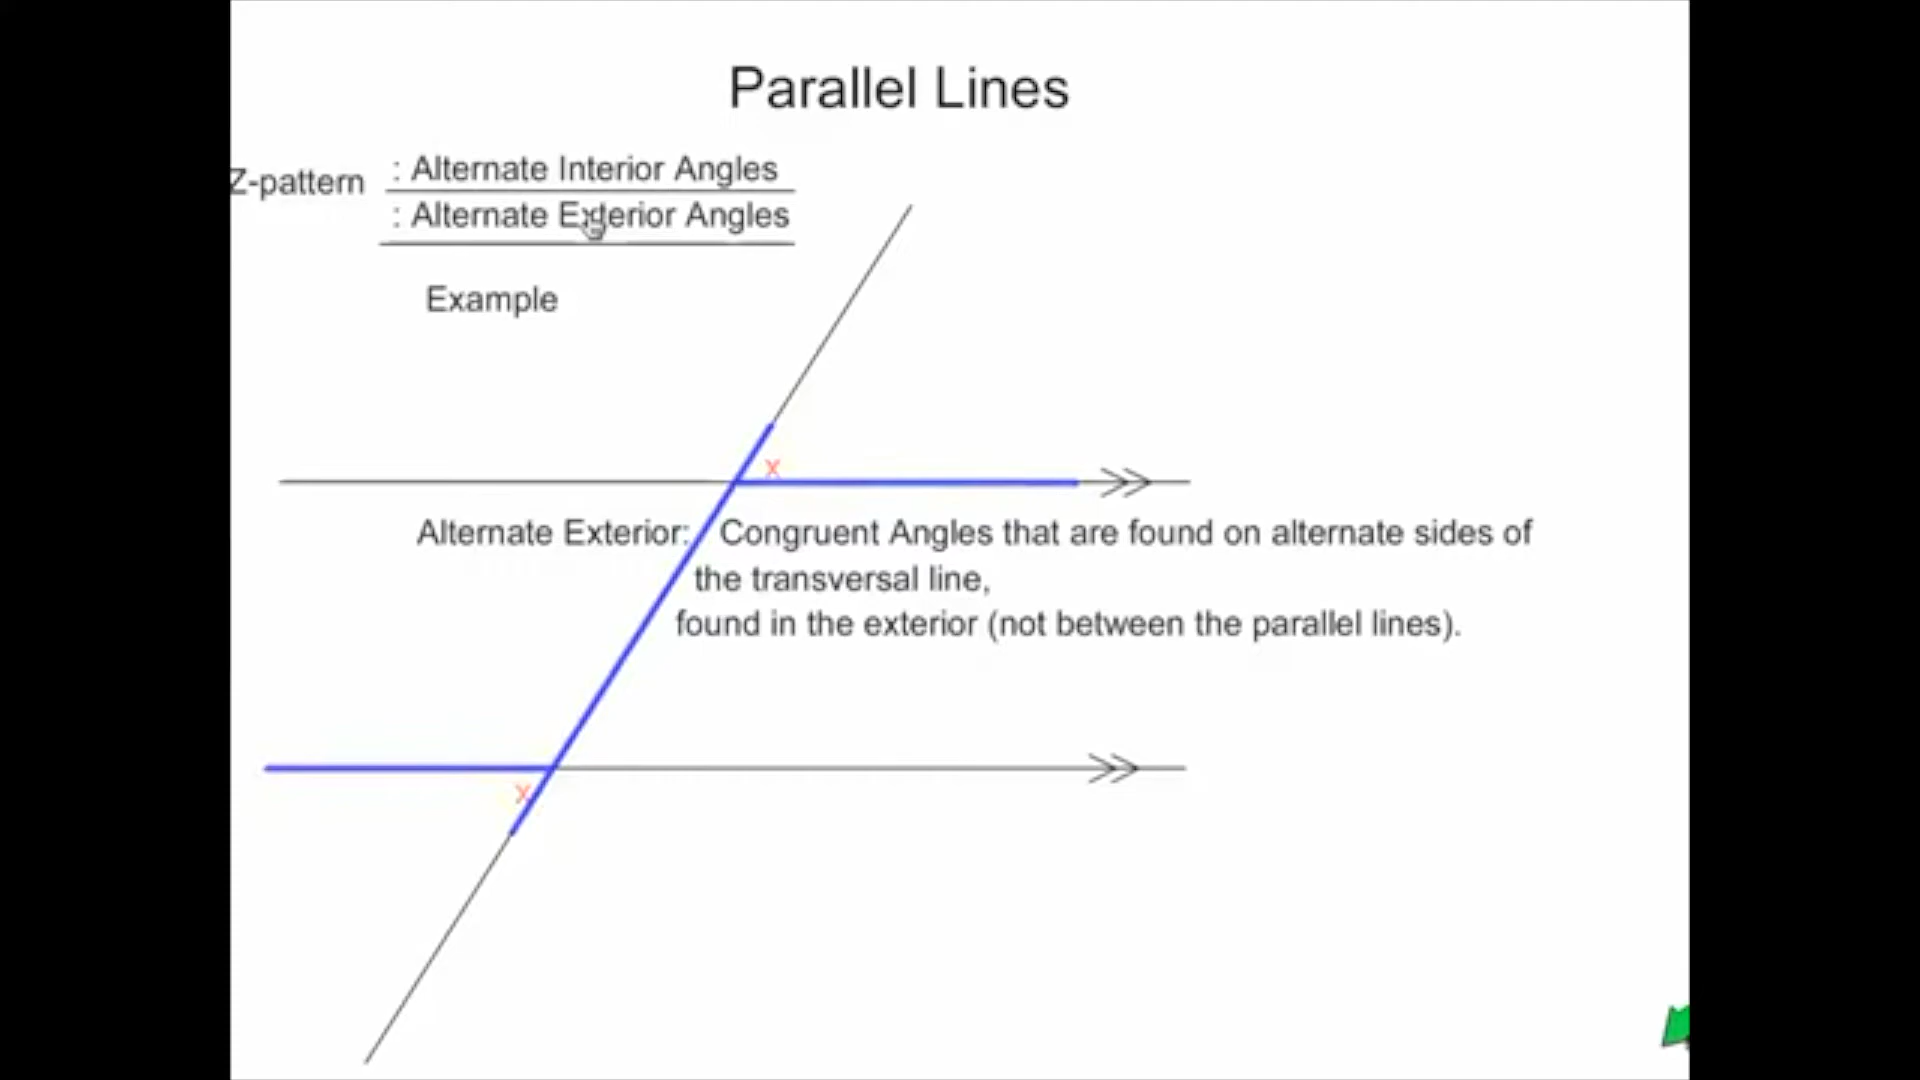 Parallel Lines
Z-pattern : Alternate Interior Angles
: Alternate Exterior Angles
Example
x
Alternate Exterior: Congruent Angles that are found on alternate sides of
the transversal line,
found in the exterior (not between the parallel lines).
x